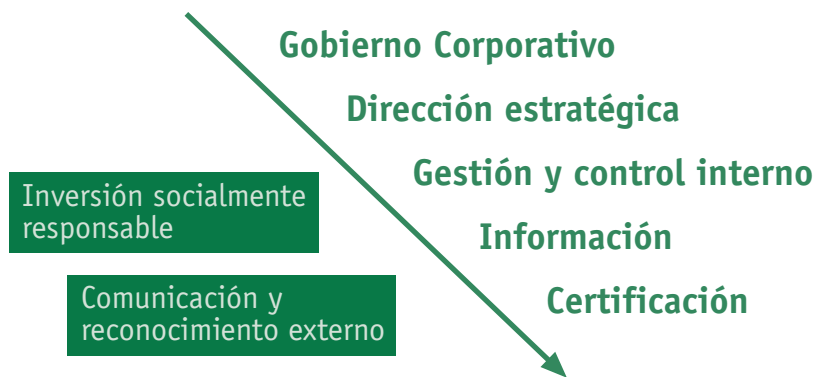 Gobierno Corporativo
Dirección estratégica
Gestión y control interno
Inversión socialmente
responsable
Información
Comunicación y
reconocimiento externo
Certificación